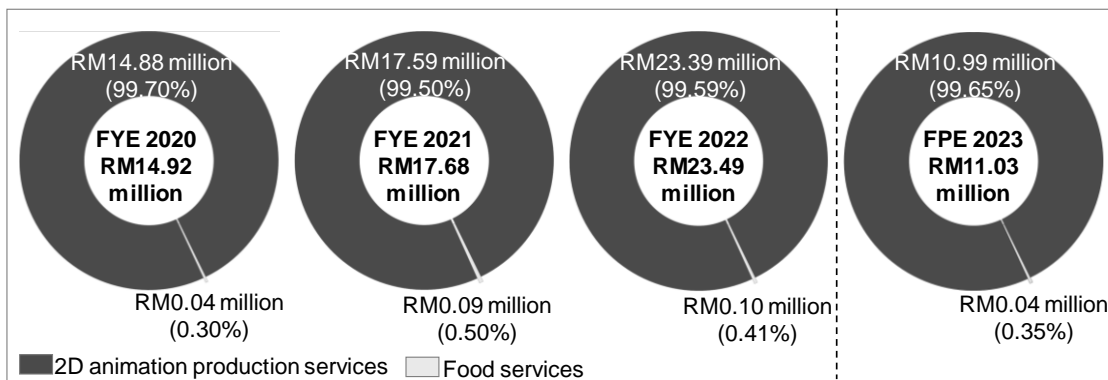 RM14.88 million
(99.70%)
FYE 2020
RM14.92
million
RM0.04 million
(0.30%)
RM17.59 million
(99.50%)
FYE 2021
RM17.68
million
RM0.09 million
(0.50%)
RM23.39 million
(99.59%)
FYE 2022
RM23.49
million
RM0.10 million
(0.41%)
RM10.99 million
(99.65%)
FPE 2023
RM11.03
million
RM0.04 million
(0.35%)
2D animation production services
Food services